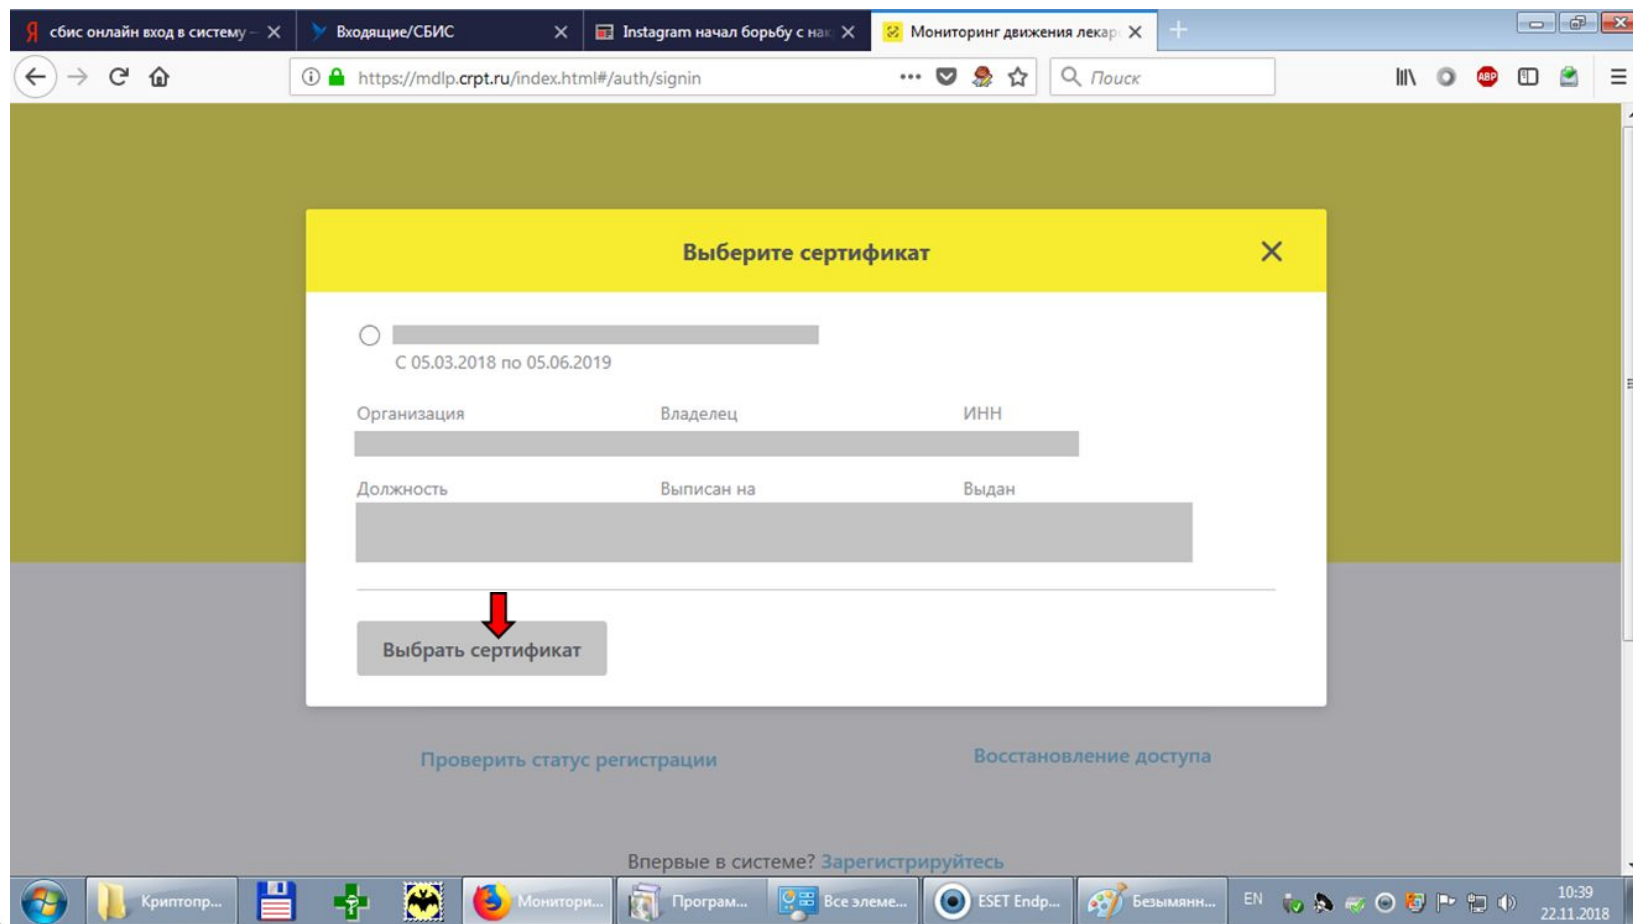 сбис онлайн вход в систему –
Входящие/СБИС
Instagram начал борьбу с нак
Мониторинг движения лекар
https://mdlp.crpt.ru/index.html#/auth/signin
Поиск
ABP
Выберите сертификат
С 05.03.2018 по 05.06.2019
Организация Владелец ИНН
Должность Выписан на Выдан
Выбрать сертификат
Проверить статус регистрации
Восстановление доступа
Впервые в системе? Зарегистрируйтесь
Криптопр...
Монитори...
Програм...
Все элеме...
ESET Endp...
Безымянн...
EN
10:39
22.11.2018